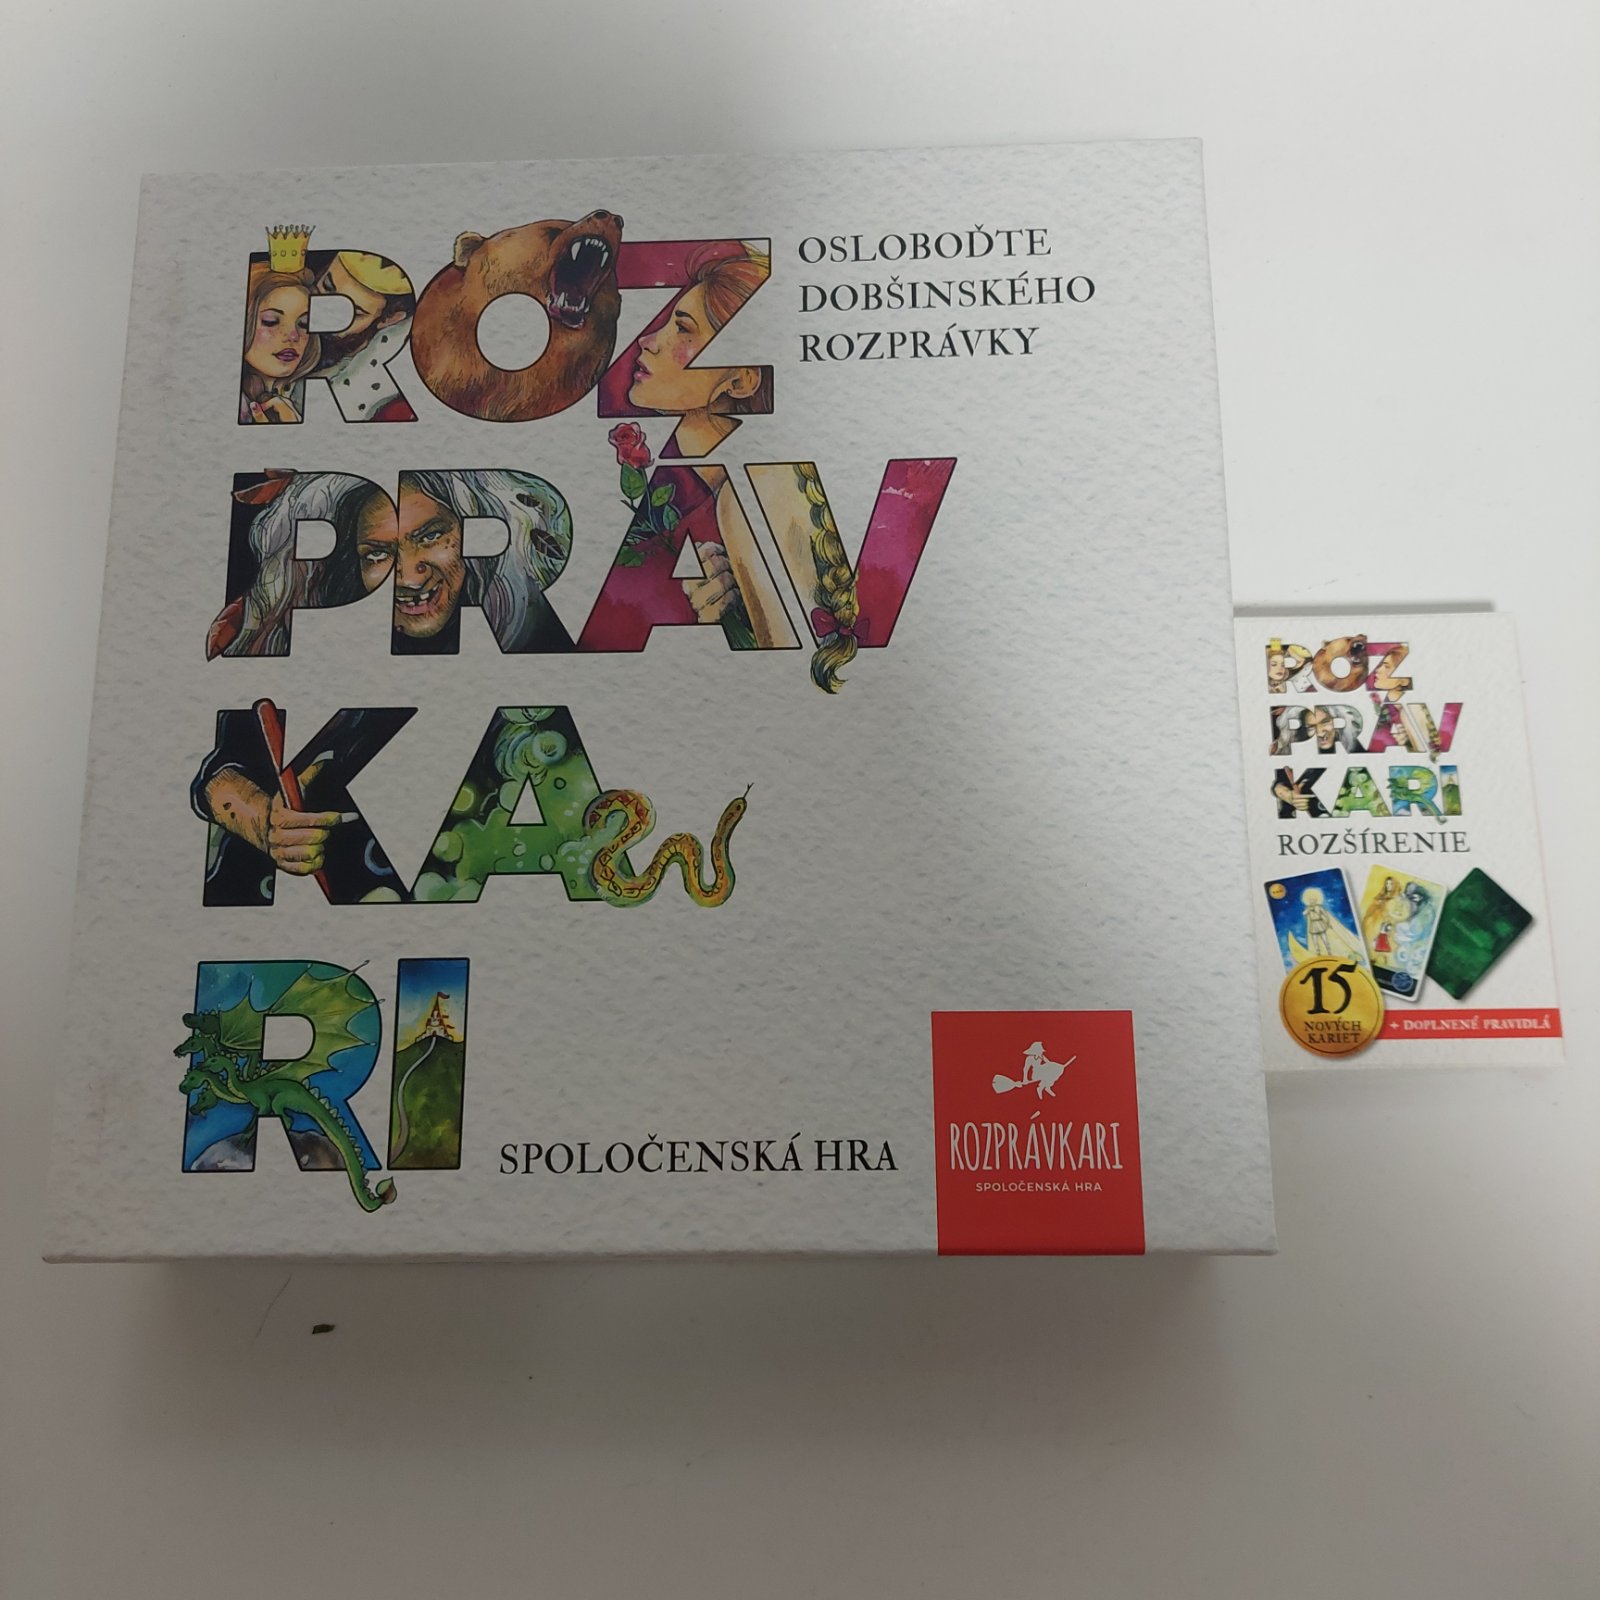 ROZ
PRÁV
KA
RI
OSLOBOĎTE
DOBŠINSKÉHO
ROZPRÁVKY
SPOLOČENSKÁ HRA
ROZPRÁVKARI
SPOLOČENSKÁ HRA
ROZ
PRÁV
KARI
ROZŠÍRENIE
15
NOVÝCH
KARIET
+ DOPLNENÉ PRAVIDLÁ